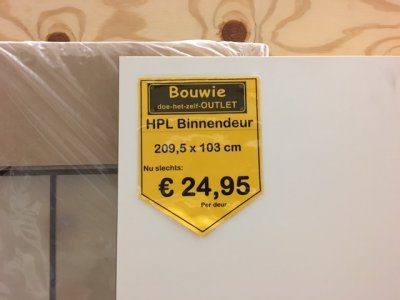 Bouwie
doe-het-zelf-OUTLET
HPL Binnendeur
209,5 x 103 cm
Nu slechts:
€ 24,95
Per deur